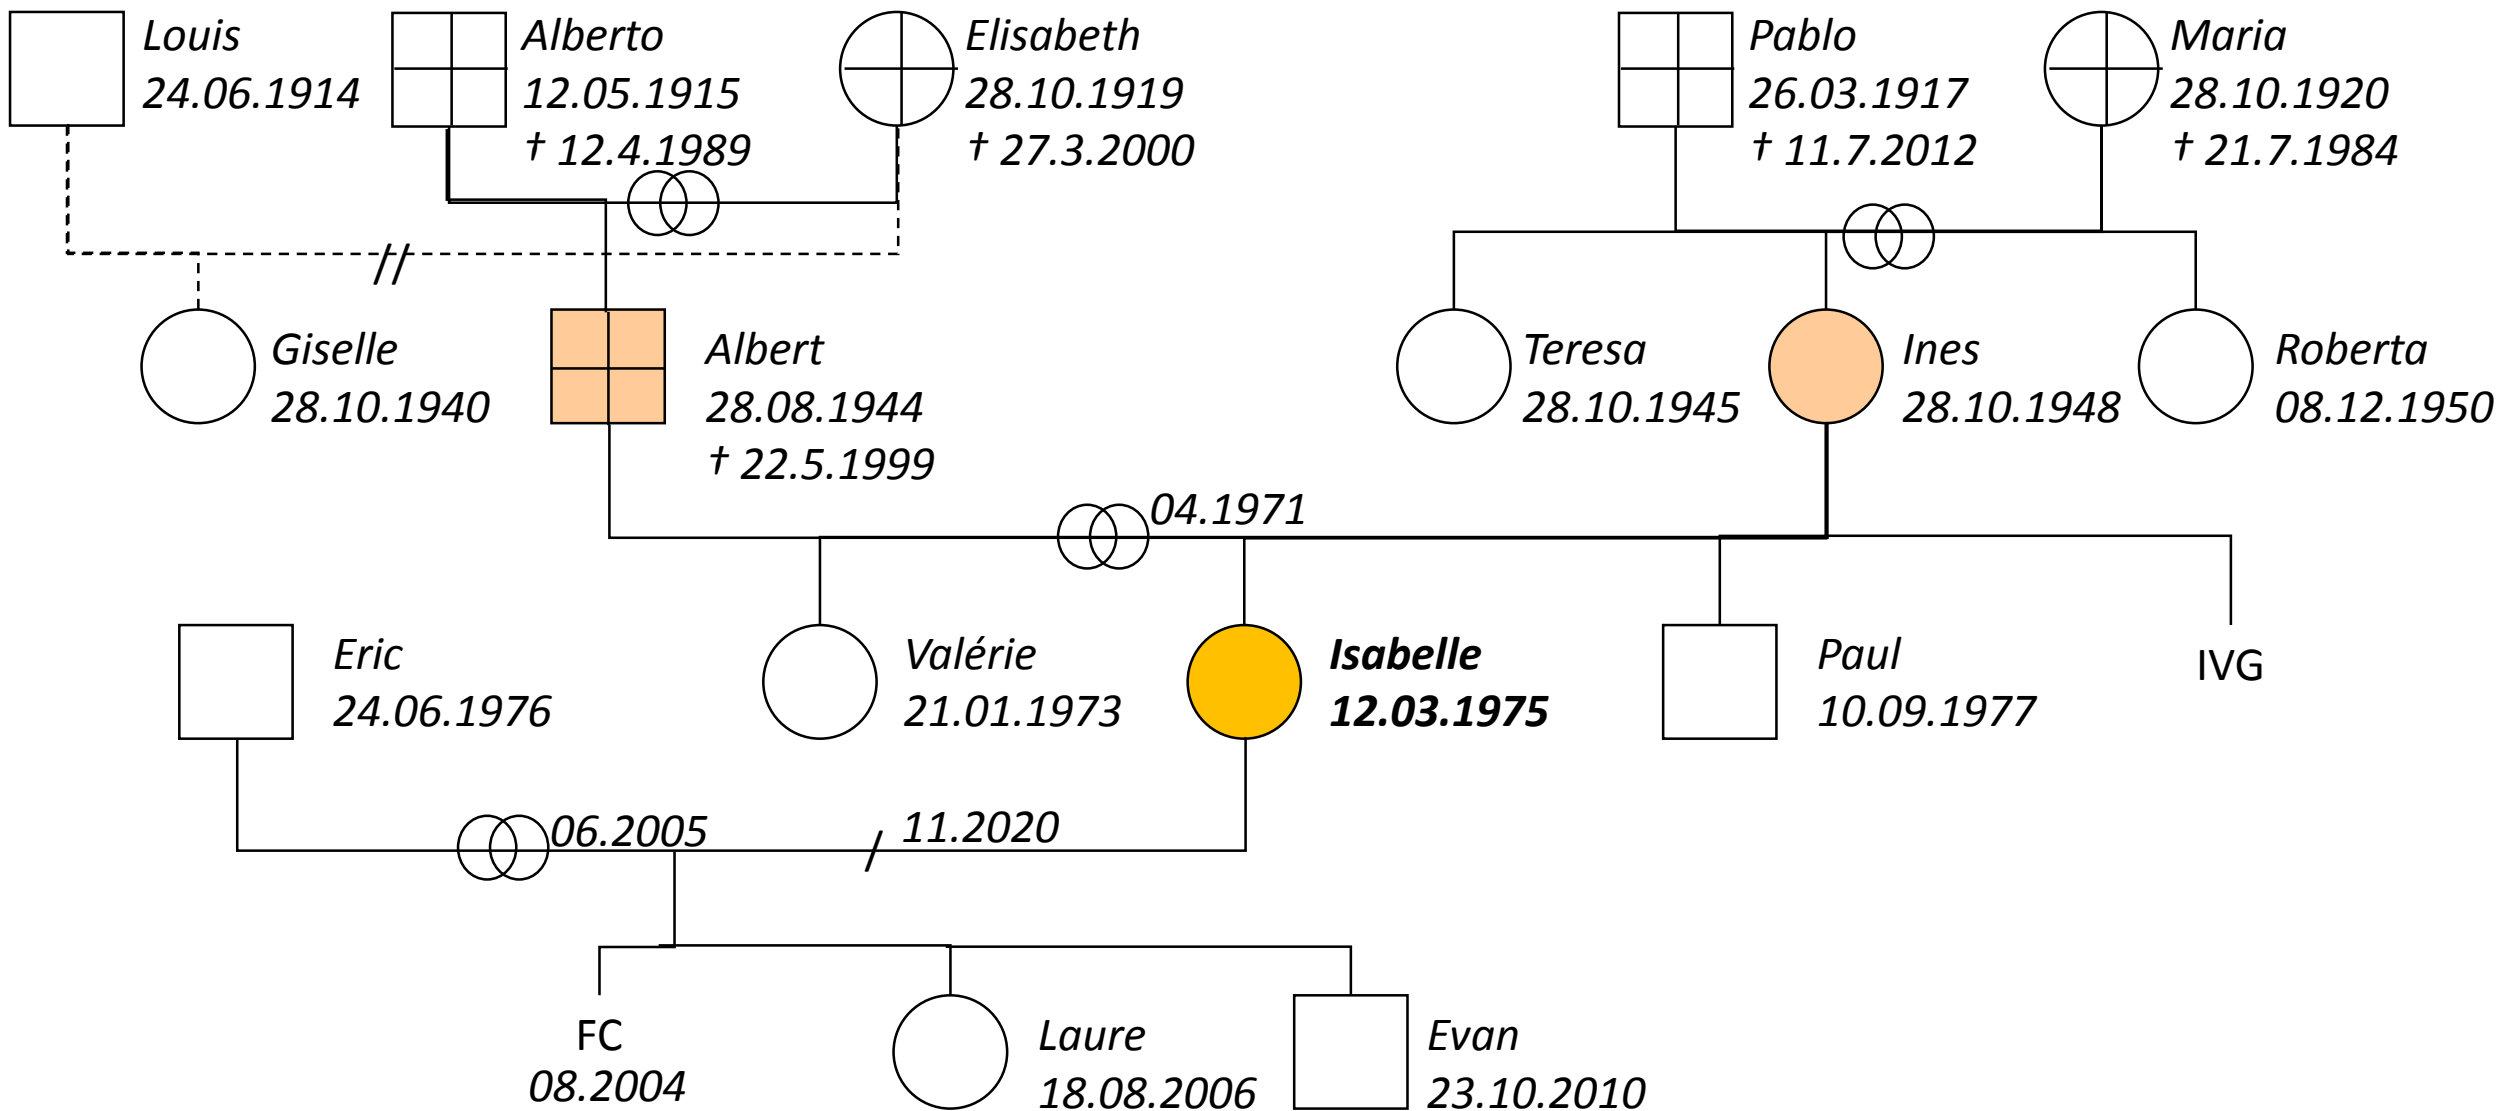 Louis
24.06.1914
Alberto
12.05.1915
† 12.4.1989
Elisabeth
28.10.1919
† 27.3.2000
Pablo
26.03.1917
† 11.7.2012
Maria
28.10.1920
† 21.7.1984
//
Giselle
28.10.1940
Albert
28.08.1944
† 22.5.1999
Teresa
28.10.1945
Ines
28.10.1948
Roberta
08.12.1950
04.1971
Eric
24.06.1976
Valérie
21.01.1973
Isabelle
12.03.1975
Paul
10.09.1977
IVG
06.2005
/
11.2020
FC
08.2004
Laure
18.08.2006
Evan
23.10.2010